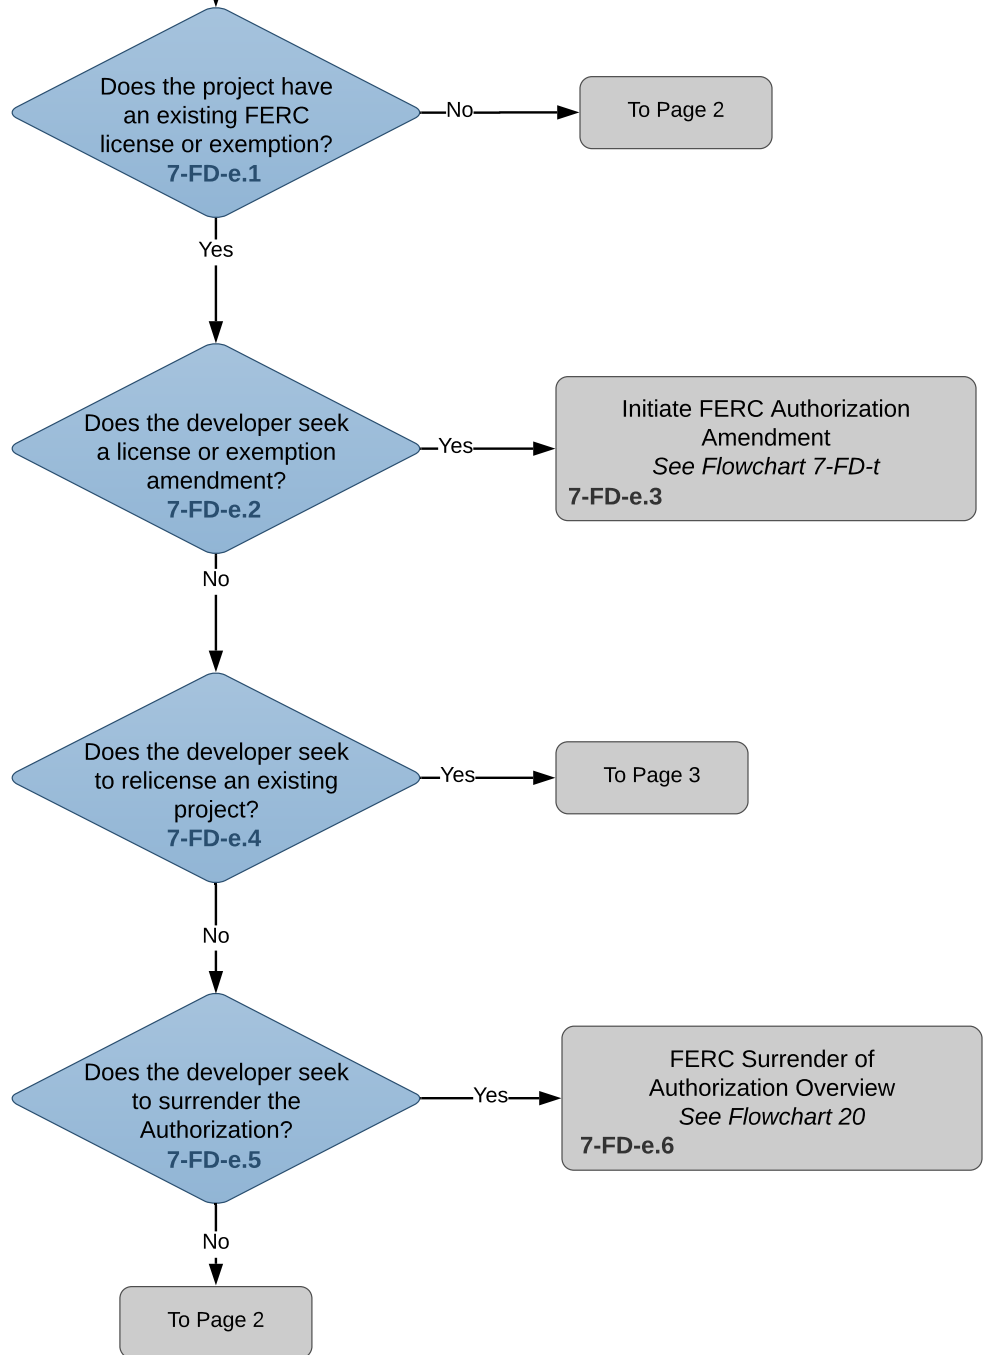 Does the project have
an existing FERC
license or exemption?
7-FD-e.1
No
To Page 2
Yes
Does the developer seek
a license or exemption
amendment?
7-FD-e.2
Yes
Initiate FERC Authorization
Amendment
See Flowchart 7-FD-t
7-FD-e.3
No
Does the developer seek
to relicense an existing
project?
7-FD-e.4
Yes
To Page 3
No
Does the developer seek
to surrender the
Authorization?
7-FD-e.5
Yes
FERC Surrender of
Authorization Overview
See Flowchart 20
7-FD-e.6
No
To Page 2